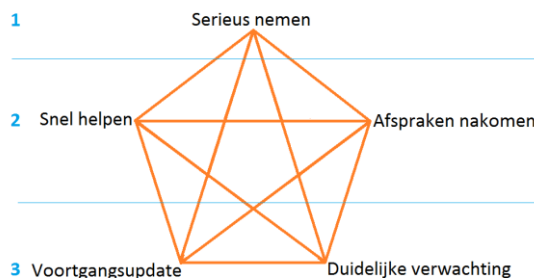 1 Serieus nemen
2 Snel helpen Afspraken nakomen
3 Voortgangsupdate Duidelijke verwachting